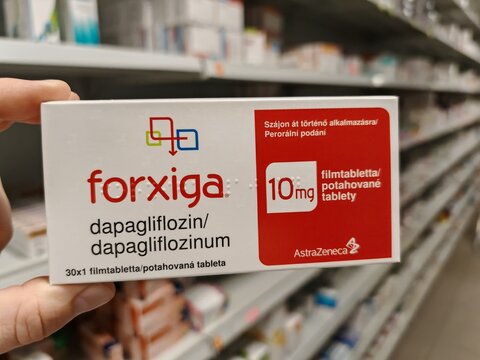 forxiga
dapagliflozin/
dapagliflozinum
30x1 filmtabletta/potahovaná tableta
Szájon át történő alkalmazásra/
Perorální podání
10mg
filmtabletta/
potahované
tablety
AstraZeneca